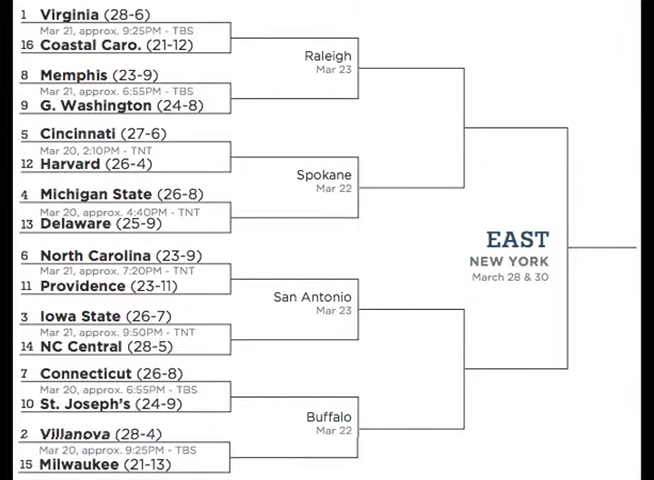 1 Virginia (28-6)
Mar 21, approx. 9:25PM - TBS
16 Coastal Caro. (21-12)
Raleigh
Mar 23
8 Memphis (23-9)
Mar 21, approx. 6:55PM - TBS
9 G. Washington (24-8)
5 Cincinnati (27-6)
Mar 20, 2:10PM - TNT
12 Harvard (26-4)
Spokane
Mar 22
4 Michigan State (26-8)
Mar 20, approx. 4:40PM - TNT
13 Delaware (25-9)
EAST
NEW YORK
March 28 & 30
6 North Carolina (23-9)
Mar 21, approx. 7:20PM - TNT
11 Providence (23-11)
San Antonio
Mar 23
3 Iowa State (26-7)
Mar 21, approx. 9:50PM - TNT
14 NC Central (28-5)
7 Connecticut (26-8)
Mar 20, approx. 6:55PM - TBS
10 St. Joseph's (24-9)
Buffalo
Mar 22
2 Villanova (28-4)
Mar 20, approx. 9:25PM - TBS
15 Milwaukee (21-13)